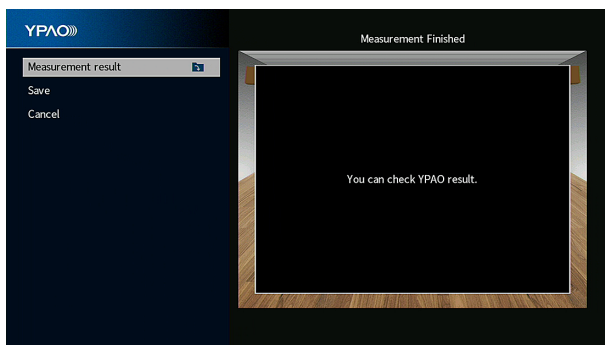 YPAO
Measurement Finished
Measurement result
Save
Cancel
You can check YPAO result.